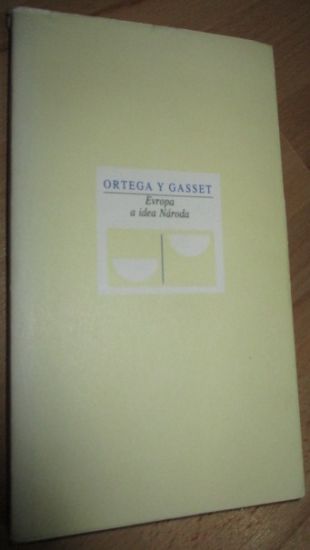 ORTEGA Y GASSET
Evropa
a idea Národa